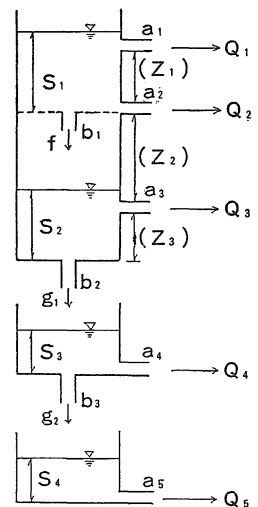 a₁
Q₁
S₁
(Z₁)
a₂
Q₂
b₁
f
(Z₂)
a₃
Q₃
S₂
(Z₃)
b₂
g₁
S₃
a₄
Q₄
b₃
g₂
S₄
a₅
Q₅